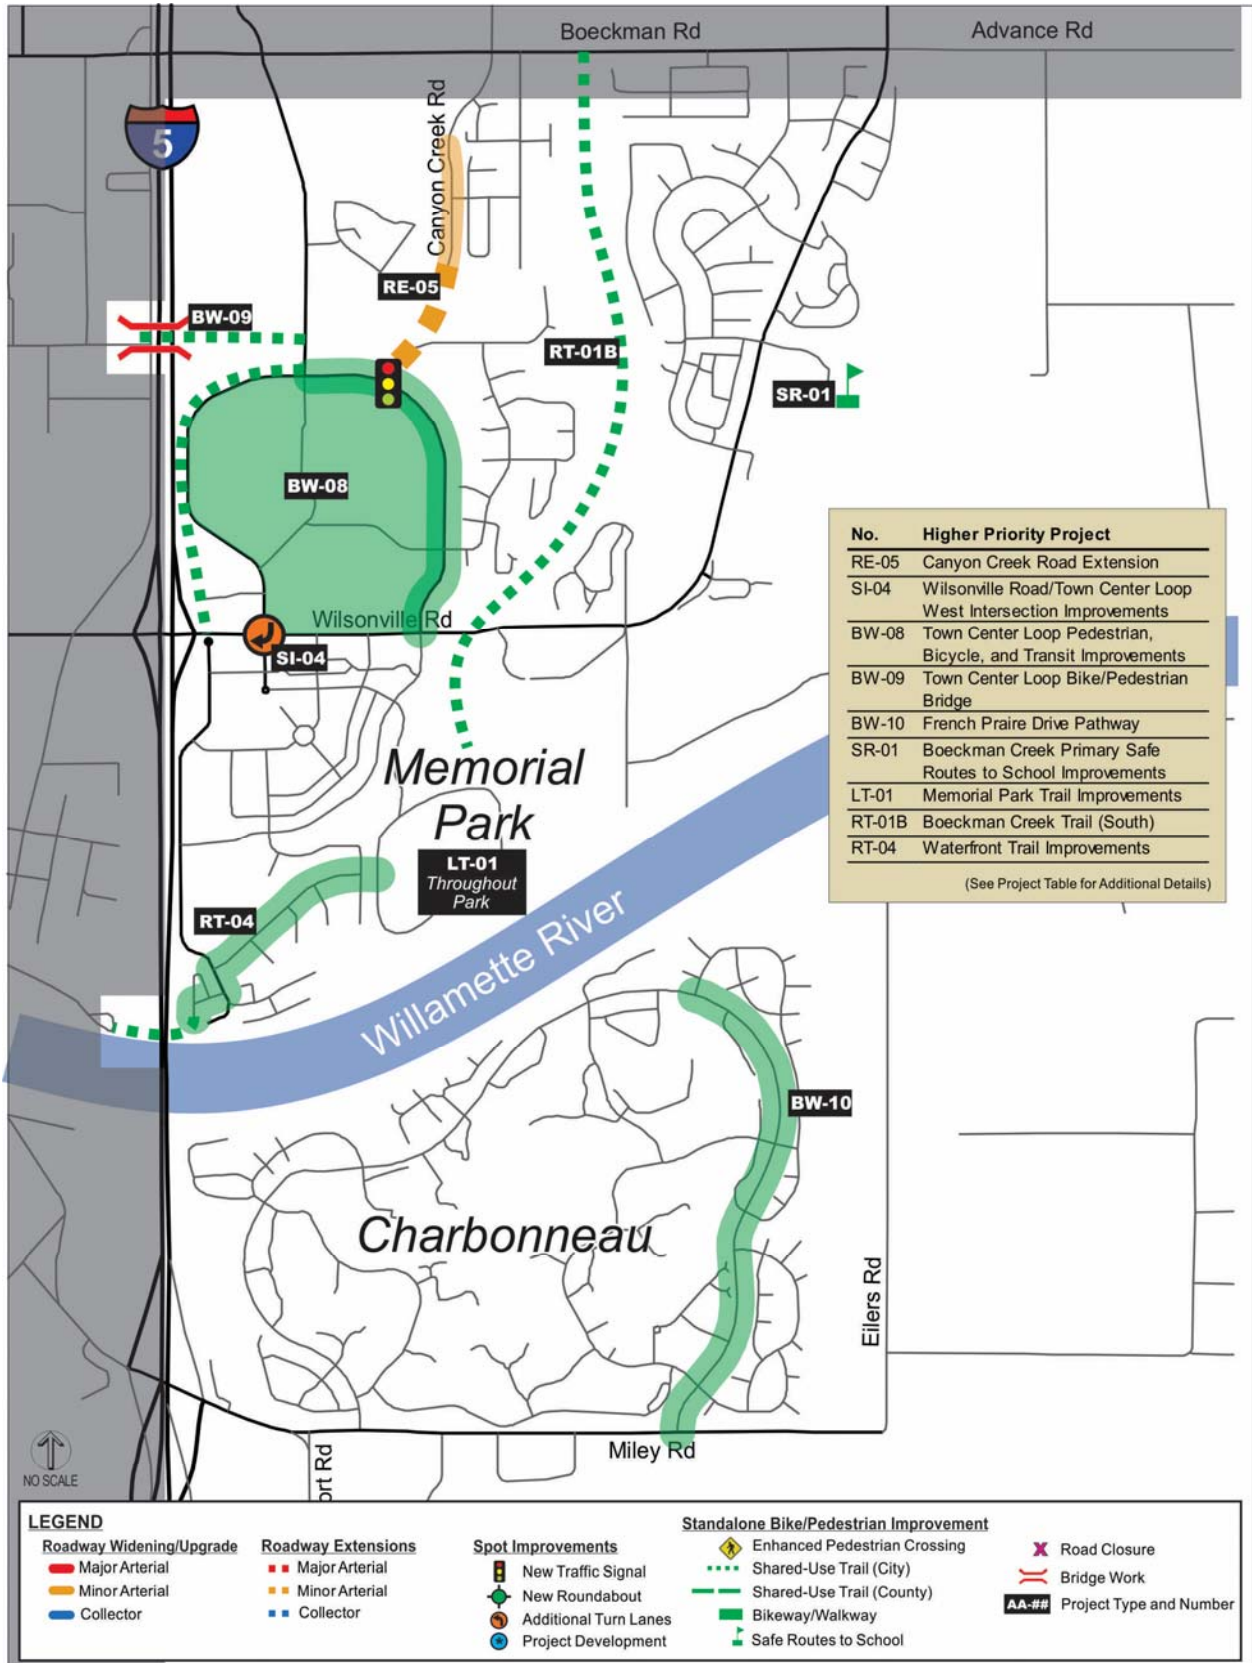 Boeckman Rd
Advance Rd
Canyon Creek Rd
5
RE-05
BW-09
RT-01B
SR-01
BW-08
No. Higher Priority Project
RE-05 Canyon Creek Road Extension
SI-04 Wilsonville Road/Town Center Loop
West Intersection Improvements
BW-08 Town Center Loop Pedestrian,
Bicycle, and Transit Improvements
BW-09 Town Center Loop Bike/Pedestrian
Bridge
BW-10 French Praire Drive Pathway
SR-01 Boeckman Creek Primary Safe
Routes to School Improvements
LT-01 Memorial Park Trail Improvements
RT-01B Boeckman Creek Trail (South)
RT-04 Waterfront Trail Improvements
(See Project Table for Additional Details)
Wilsonville Rd
SI-04
Memorial
Park
LT-01
Throughout
Park
RT-04
Willamette River
BW-10
Charbonneau
Eilers Rd
Miley Rd
ort Rd
NO SCALE
LEGEND
Roadway Widening/Upgrade
Major Arterial
Minor Arterial
Collector
Roadway Extensions
Major Arterial
Minor Arterial
Collector
Spot Improvements
New Traffic Signal
New Roundabout
Additional Turn Lanes
Project Development
Standalone Bike/Pedestrian Improvement
Enhanced Pedestrian Crossing
Shared-Use Trail (City)
Shared-Use Trail (County)
Bikeway/Walkway
Safe Routes to School
Road Closure
Bridge Work
AA-## Project Type and Number